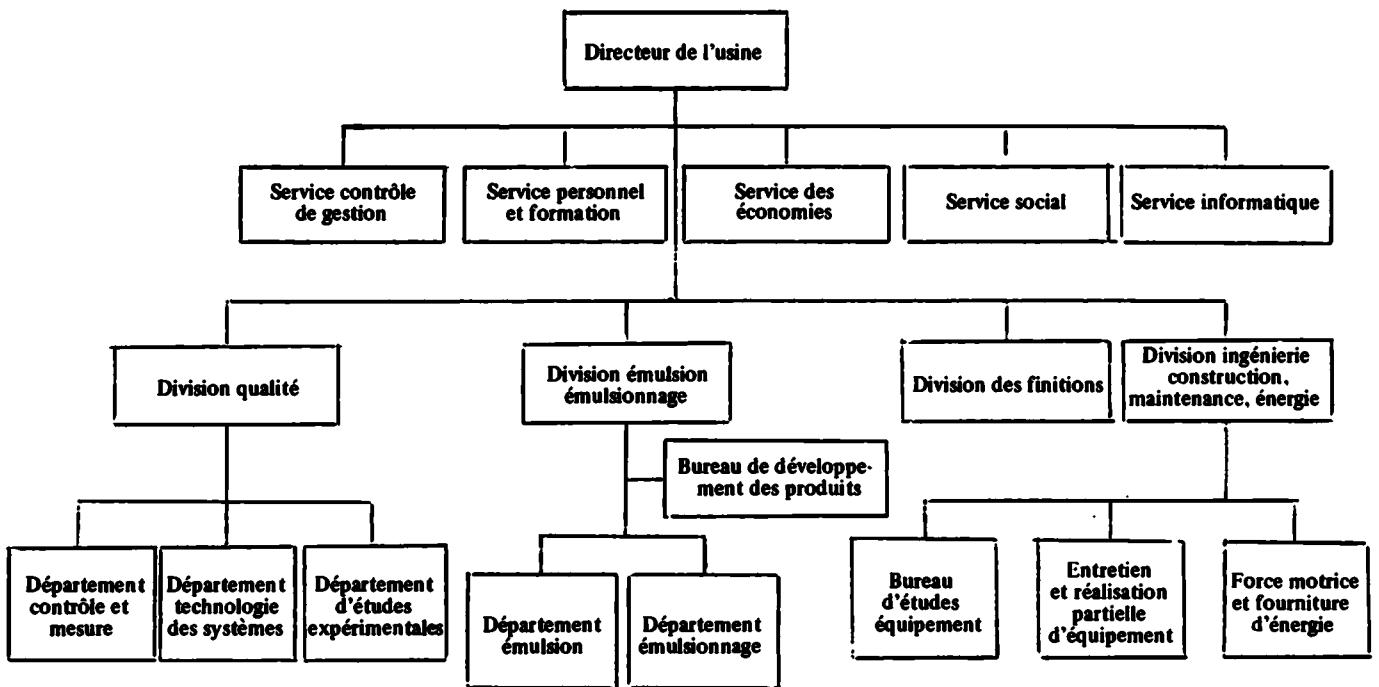 Directeur de l'usine
Service contrôle
de gestion
Service personnel
et formation
Service des
économies
Service social
Service informatique
Division qualité
Division émulsion
émulsionnage
Division des finitions
Division ingénierie
construction,
maintenance, énergie
Bureau de développe-
ment des produits
Département
contrôle et
mesure
Département
technologie
des systèmes
Département
d'études
expérimentales
Département
émulsion
Département
émulsionnage
Bureau
d'études
équipement
Entretien
et réalisation
partielle
d'équipement
Force motrice
et fourniture
d'énergie